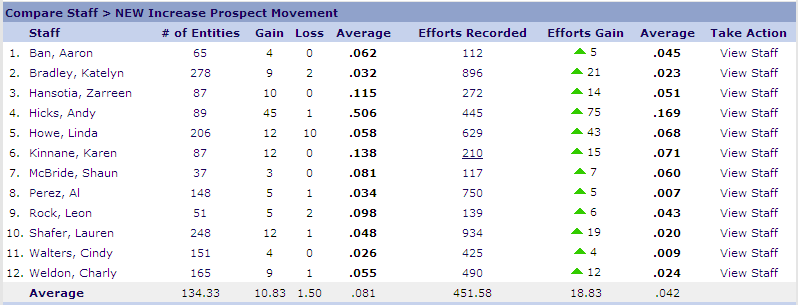 Compare Staff > NEW Increase Prospect Movement
Staff # of Entities Gain Loss Average Efforts Recorded Efforts Gain Average Take Action
1. Ban, Aaron 65 4 0 .062 112 5 .045 View Staff
2. Bradley, Katelyn 278 9 2 .032 896 21 .023 View Staff
3. Hansotia, Zarreen 87 10 0 .115 272 14 .051 View Staff
4. Hicks, Andy 89 45 1 .506 445 75 .169 View Staff
5. Howe, Linda 206 12 10 .058 629 43 .068 View Staff
6. Kinnane, Karen 87 12 0 .138 210 15 .071 View Staff
7. McBride, Shaun 37 3 0 .081 117 7 .060 View Staff
8. Perez, Al 148 5 1 .034 750 5 .007 View Staff
9. Rock, Leon 51 5 2 .098 139 6 .043 View Staff
10. Shafer, Lauren 248 12 1 .048 934 19 .020 View Staff
11. Walters, Cindy 151 4 0 .026 425 4 .009 View Staff
12. Weldon, Charly 165 9 1 .055 490 12 .024 View Staff
Average 134.33 10.83 1.50 .081 451.58 18.83 .042